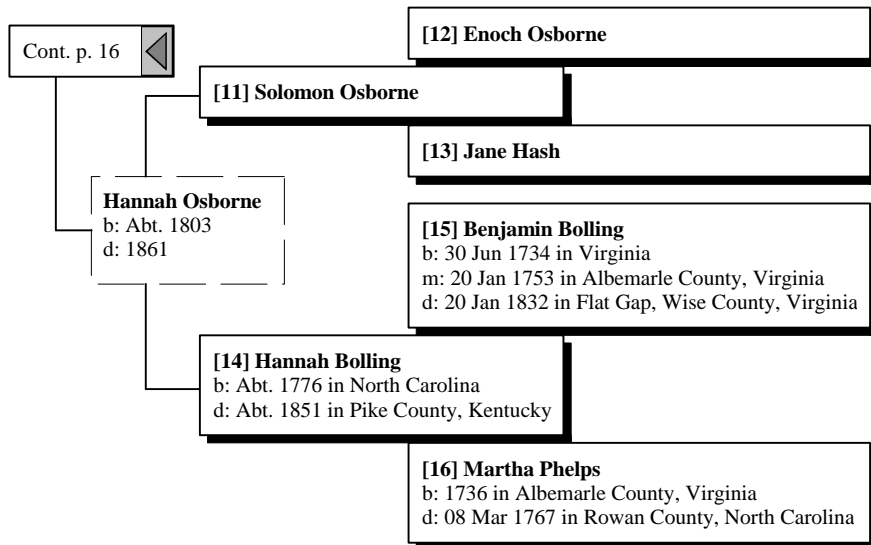 [12] Enoch Osborne
Cont. p. 16
[11] Solomon Osborne
[13] Jane Hash
Hannah Osborne
b: Abt. 1803
d: 1861
[15] Benjamin Bolling
b: 30 Jun 1734 in Virginia
m: 20 Jan 1753 in Albemarle County, Virginia
d: 20 Jan 1832 in Flat Gap, Wise County, Virginia
[14] Hannah Bolling
b: Abt. 1776 in North Carolina
d: Abt. 1851 in Pike County, Kentucky
[16] Martha Phelps
b: 1736 in Albemarle County, Virginia
d: 08 Mar 1767 in Rowan County, North Carolina